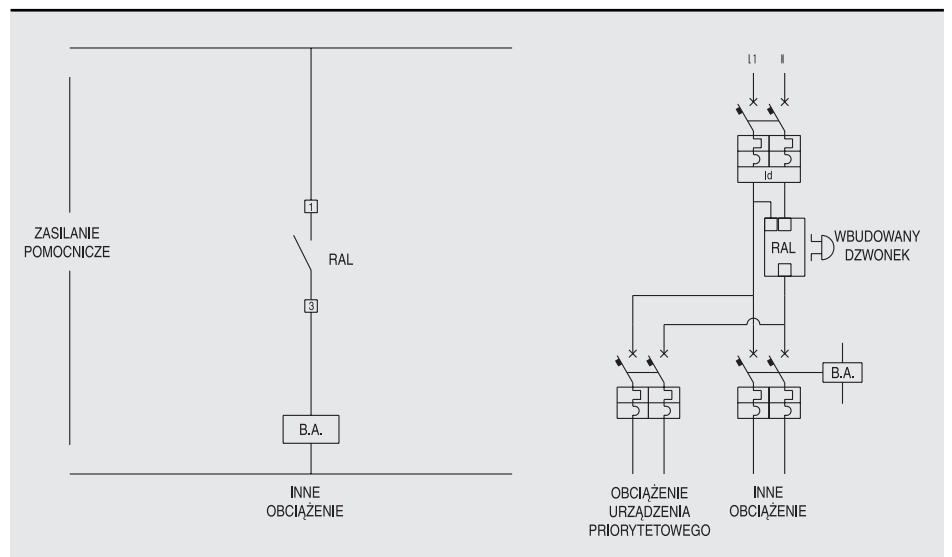 L1 N
Id
ZASILANIE
POMOCNICZE
1
RAL
3
B.A.
INNE
OBCIĄŻENIE
RAL
WBUDOWANY
DZWONEK
B.A.
OBCIĄŻENIE
URZĄDZENIA
PRIORYTETOWEGO
INNE
OBCIĄŻENIE